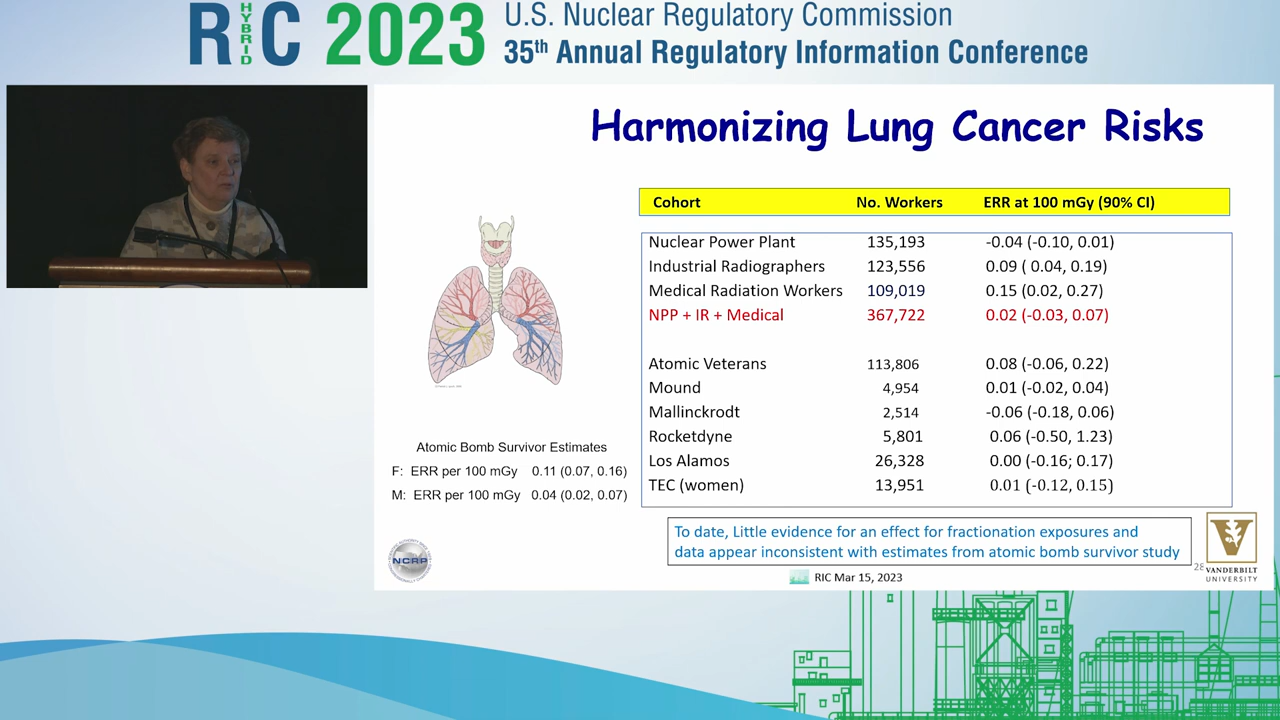 RIC 2023
HYBRID
U.S. Nuclear Regulatory Commission
35th Annual Regulatory Information Conference
Harmonizing Lung Cancer Risks
Cohort No. Workers ERR at 100 mGy (90% CI)
Nuclear Power Plant 135,193 -0.04 (-0.10, 0.01)
Industrial Radiographers 123,556 0.09 ( 0.04, 0.19)
Medical Radiation Workers 109,019 0.15 (0.02, 0.27)
NPP + IR + Medical 367,722 0.02 (-0.03, 0.07)
Atomic Veterans 113,806 0.08 (-0.06, 0.22)
Mound 4,954 0.01 (-0.02, 0.04)
Mallinckrodt 2,514 -0.06 (-0.18, 0.06)
Rocketdyne 5,801 0.06 (-0.50, 1.23)
Los Alamos 26,328 0.00 (-0.16; 0.17)
TEC (women) 13,951 0.01 (-0.12, 0.15)
Atomic Bomb Survivor Estimates
F: ERR per 100 mGy 0.11 (0.07, 0.16)
M: ERR per 100 mGy 0.04 (0.02, 0.07)
To date, Little evidence for an effect for fractionation exposures and
data appear inconsistent with estimates from atomic bomb survivor study
NCRP
RIC Mar 15, 2023
28
V
VANDERBILT
UNIVERSITY